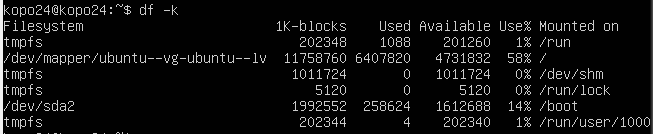 kopo24@kopo24:~$ df -k
Filesystem                        1K-blocks    Used Available Use% Mounted on
tmpfs                                202348    1088    201260   1% /run
/dev/mapper/ubuntu--vg-ubuntu--lv  11758760 6407820   4731832  58% /
tmpfs                               1011724       0   1011724   0% /dev/shm
tmpfs                                  5120       0      5120   0% /run/lock
/dev/sda2                           1992552  258624   1612688  14% /boot
tmpfs                                202344       4    202340   1% /run/user/1000